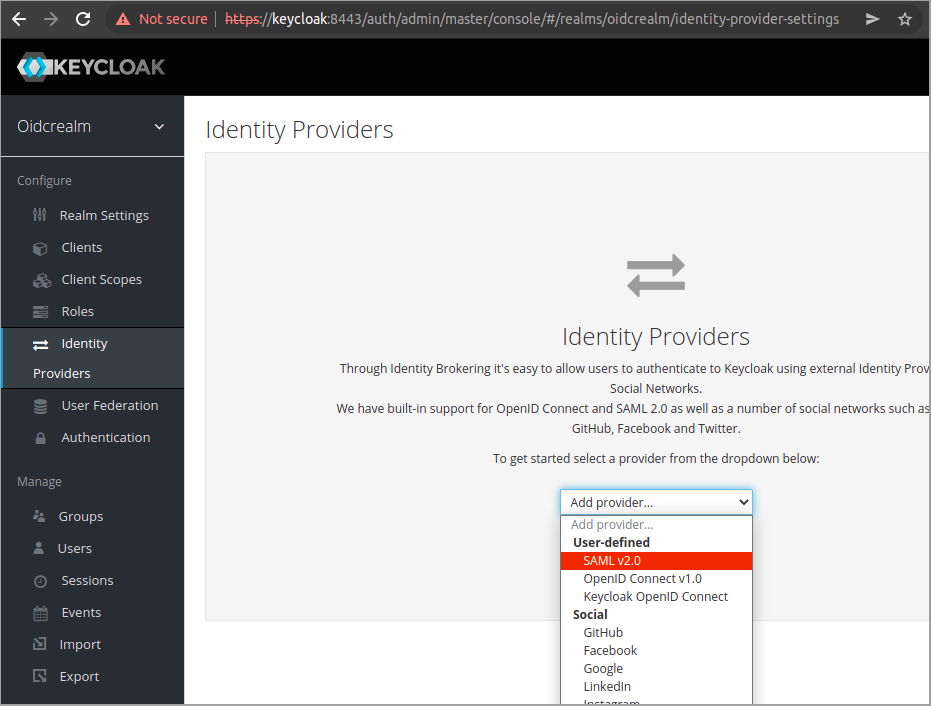 Not secure
https://keycloak:8443/auth/admin/master/console/#/realms/oidcrealm/identity-provider-settings
KEYCLOAK
Oidcrealm
Configure
Realm Settings
Clients
Client Scopes
Roles
Identity
Providers
User Federation
Authentication
Manage
Groups
Users
Sessions
Events
Import
Export
Identity Providers
Identity Providers
Through Identity Brokering it's easy to allow users to authenticate to Keycloak using external Identity Prov
Social Networks.
We have built-in support for OpenID Connect and SAML 2.0 as well as a number of social networks such as
GitHub, Facebook and Twitter.
To get started select a provider from the dropdown below:
Add provider...
Add provider...
User-defined
SAML v2.0
OpenID Connect v1.0
Keycloak OpenID Connect
Social
GitHub
Facebook
Google
LinkedIn
Instagram